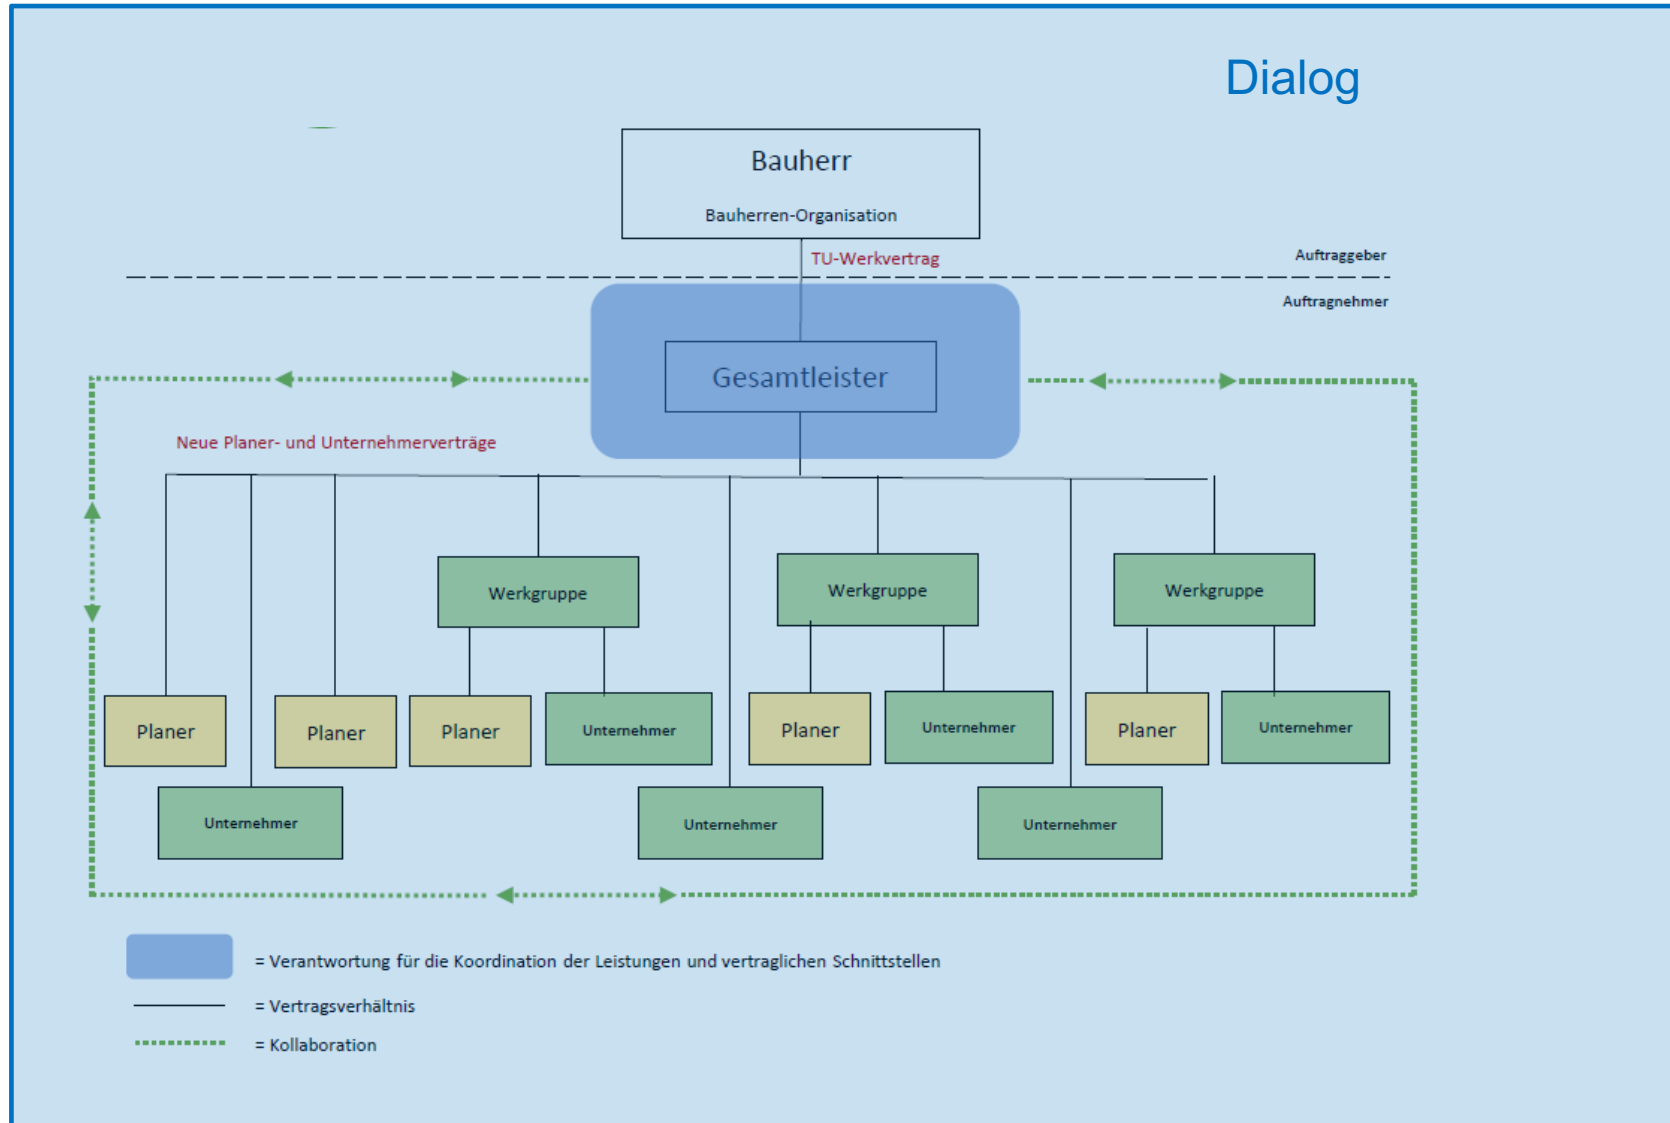 Dialog
Bauherr
Bauherren-Organisation
TU-Werkvertrag
Auftraggeber
Auftragnehmer
Gesamtleister
Neue Planer- und Unternehmerverträge
Werkgruppe
Werkgruppe
Werkgruppe
Planer
Planer
Planer
Unternehmer
Planer
Unternehmer
Planer
Unternehmer
Unternehmer
Unternehmer
Unternehmer
= Verantwortung für die Koordination der Leistungen und vertraglichen Schnittstellen
= Vertragsverhältnis
= Kollaboration